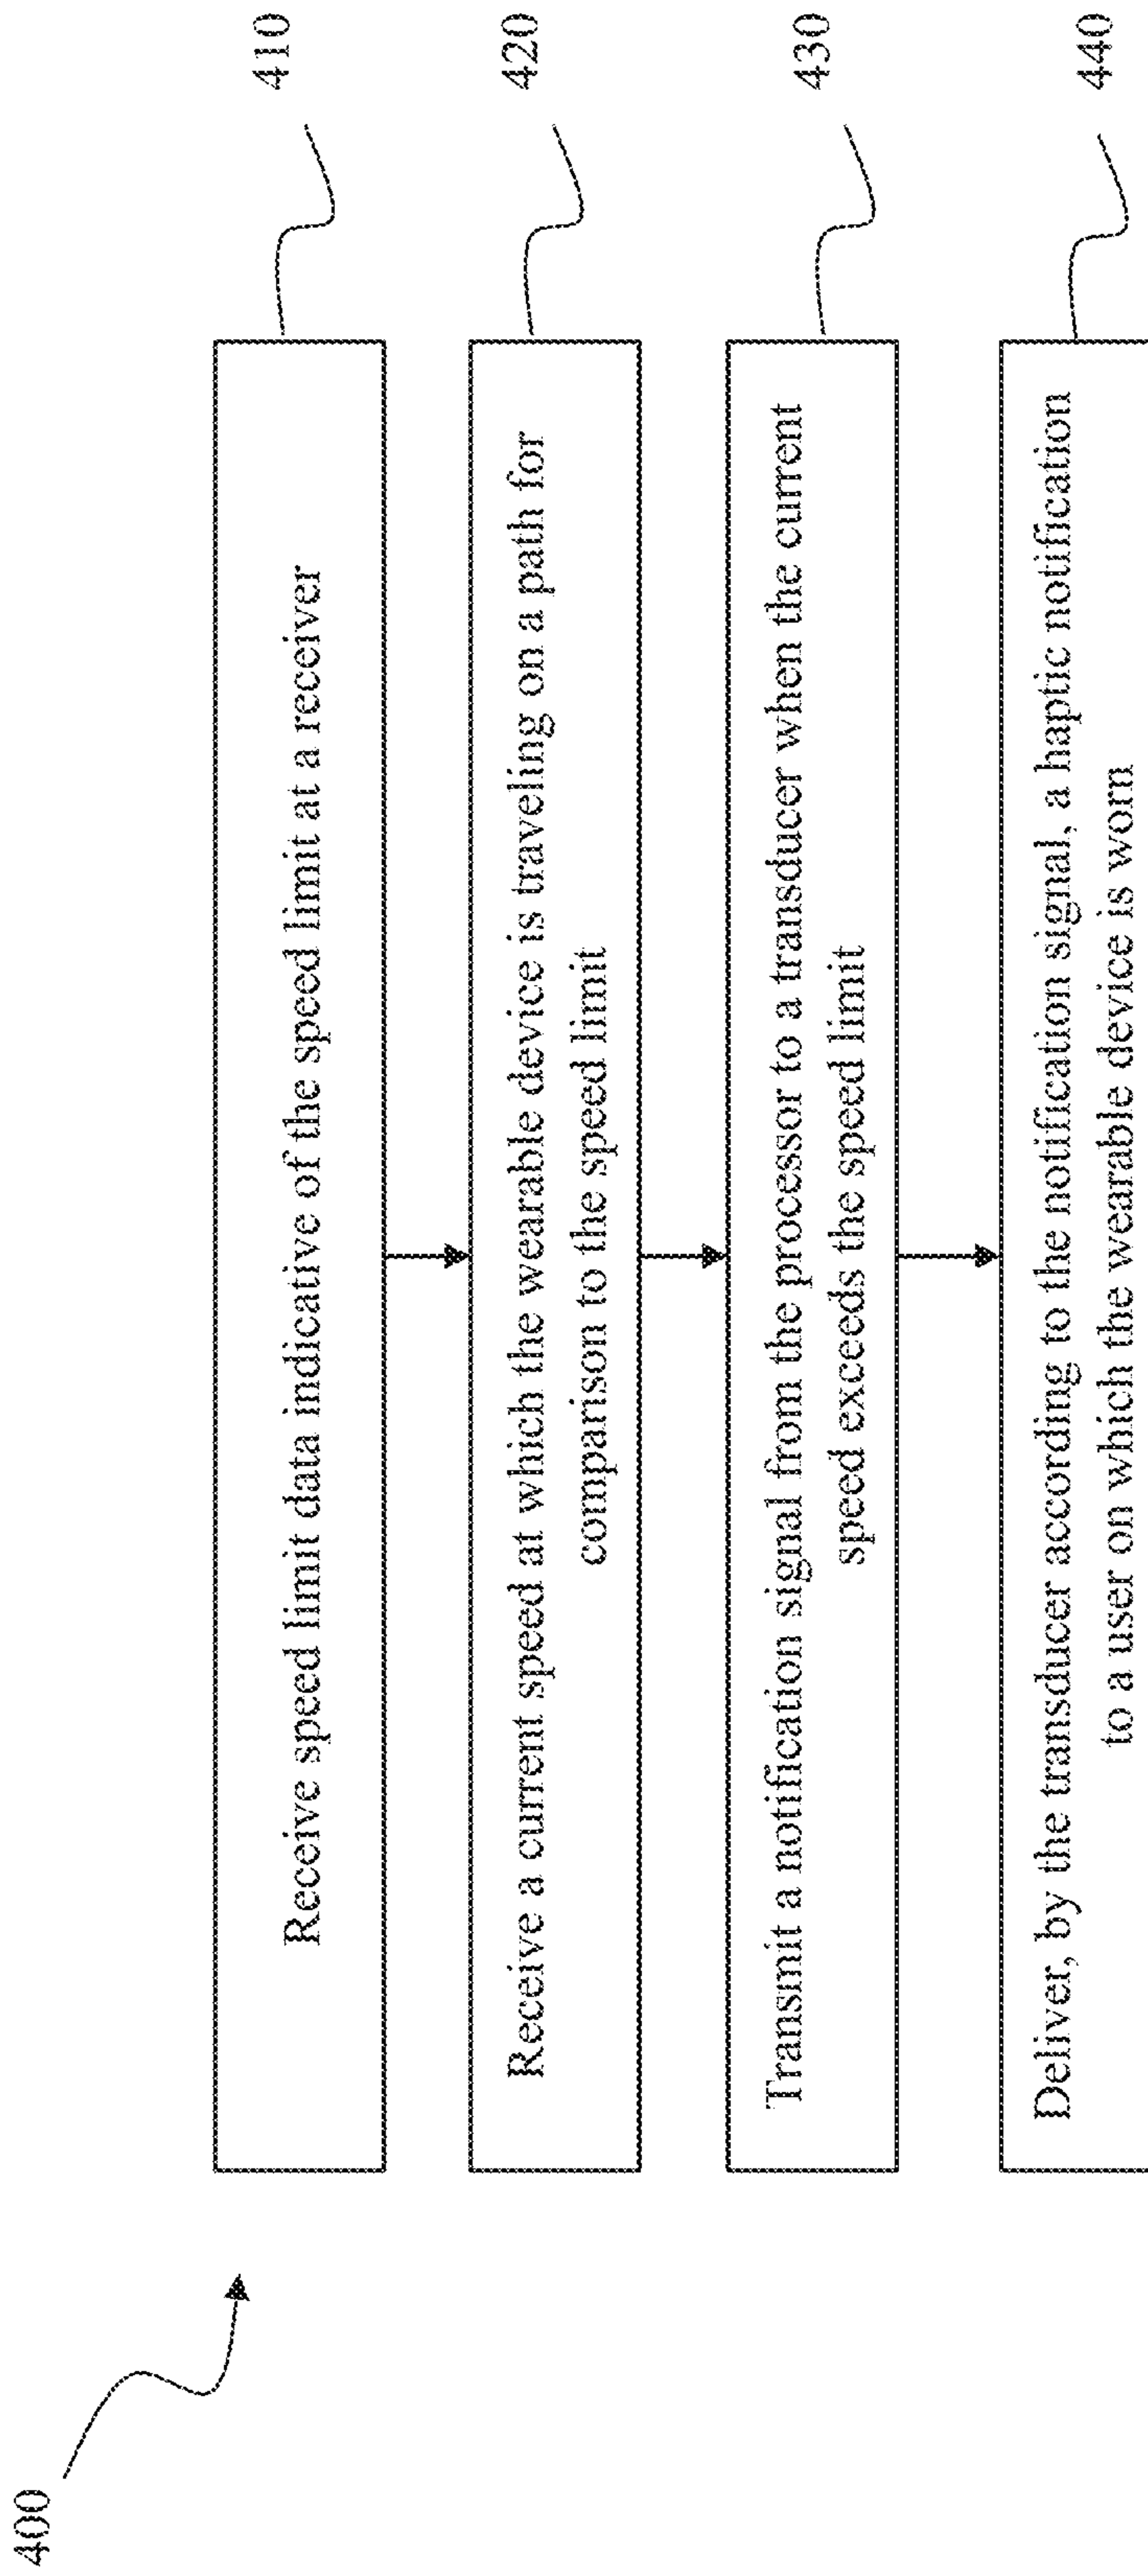 400
Receive speed limit data indicative of the speed limit at a receiver
410
Receive a current speed at which the wearable device is traveling on a path for
comparison to the speed limit
420
Transmit a notification signal from the processor to a transducer when the current
speed exceeds the speed limit
430
Deliver, by the transducer according to the notification signal, a haptic notification
to a user on which the wearable device is worn
440